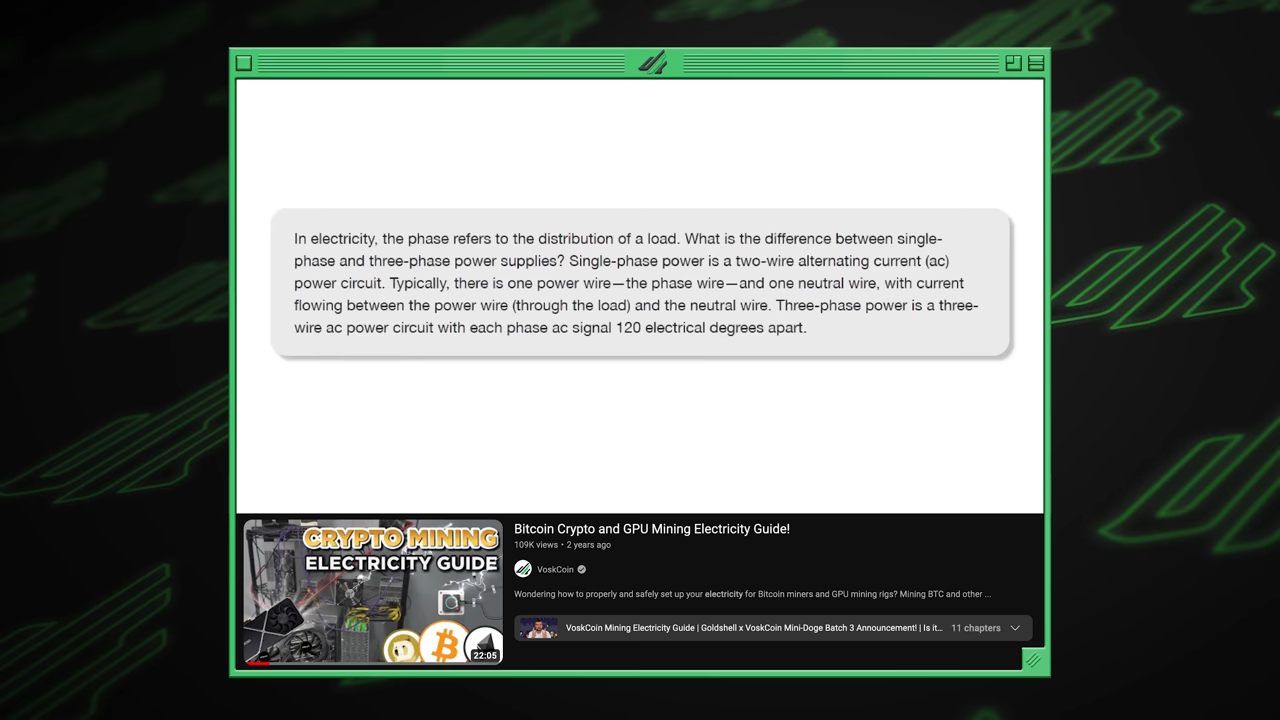 In electricity, the phase refers to the distribution of a load. What is the difference between single-
phase and three-phase power supplies? Single-phase power is a two-wire alternating current (ac)
power circuit. Typically, there is one power wire—the phase wire—and one neutral wire, with current
flowing between the power wire (through the load) and the neutral wire. Three-phase power is a three-
wire ac power circuit with each phase ac signal 120 electrical degrees apart.
CRYPTO MINING
ELECTRICITY GUIDE
22:05
Bitcoin Crypto and GPU Mining Electricity Guide!
109K views • 2 years ago
VoskCoin
Wondering how to properly and safely set up your electricity for Bitcoin miners and GPU mining rigs? Mining BTC and other ...
VoskCoin Mining Electricity Guide | Goldshell x VoskCoin Mini-Doge Batch 3 Announcement! | Is it... 11 chapters